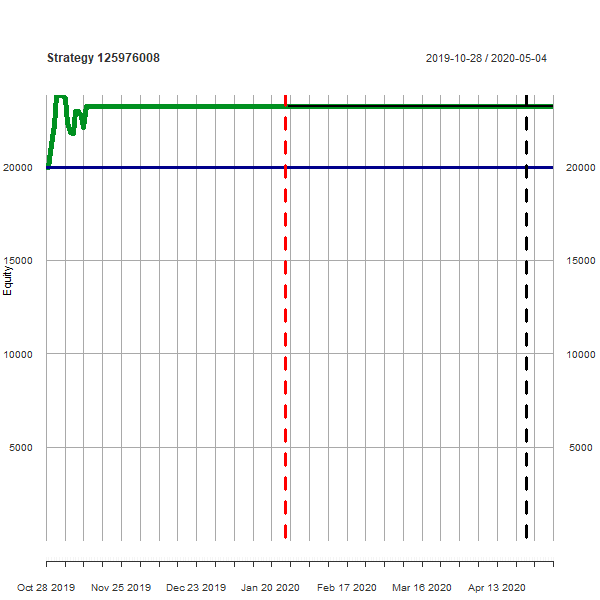 Strategy 125976008
2019-10-28 / 2020-05-04
20000
20000
15000
15000
Equity
10000
10000
5000
5000
Oct 28 2019
Nov 25 2019
Dec 23 2019
Jan 20 2020
Feb 17 2020
Mar 16 2020
Apr 13 2020